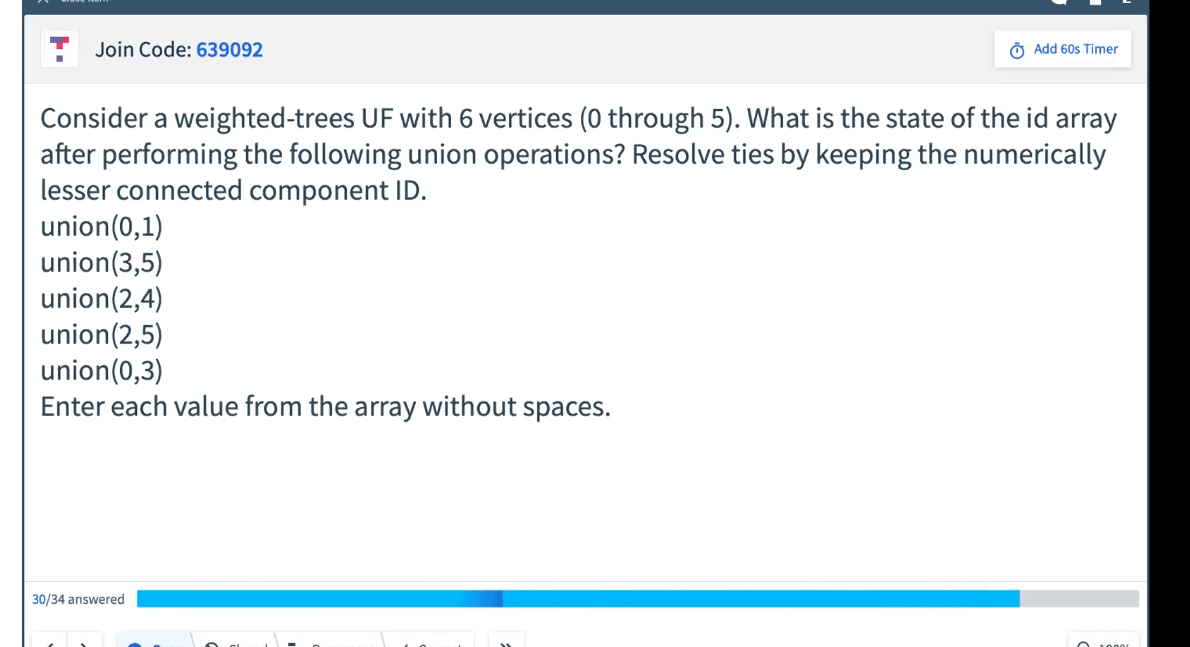 Join Code: 639092
Add 60s Timer
Consider a weighted-trees UF with 6 vertices (0 through 5). What is the state of the id array
after performing the following union operations? Resolve ties by keeping the numerically
lesser connected component ID.
union(0,1)
union(3,5)
union(2,4)
union(2,5)
union(0,3)
Enter each value from the array without spaces.
30/34 answered